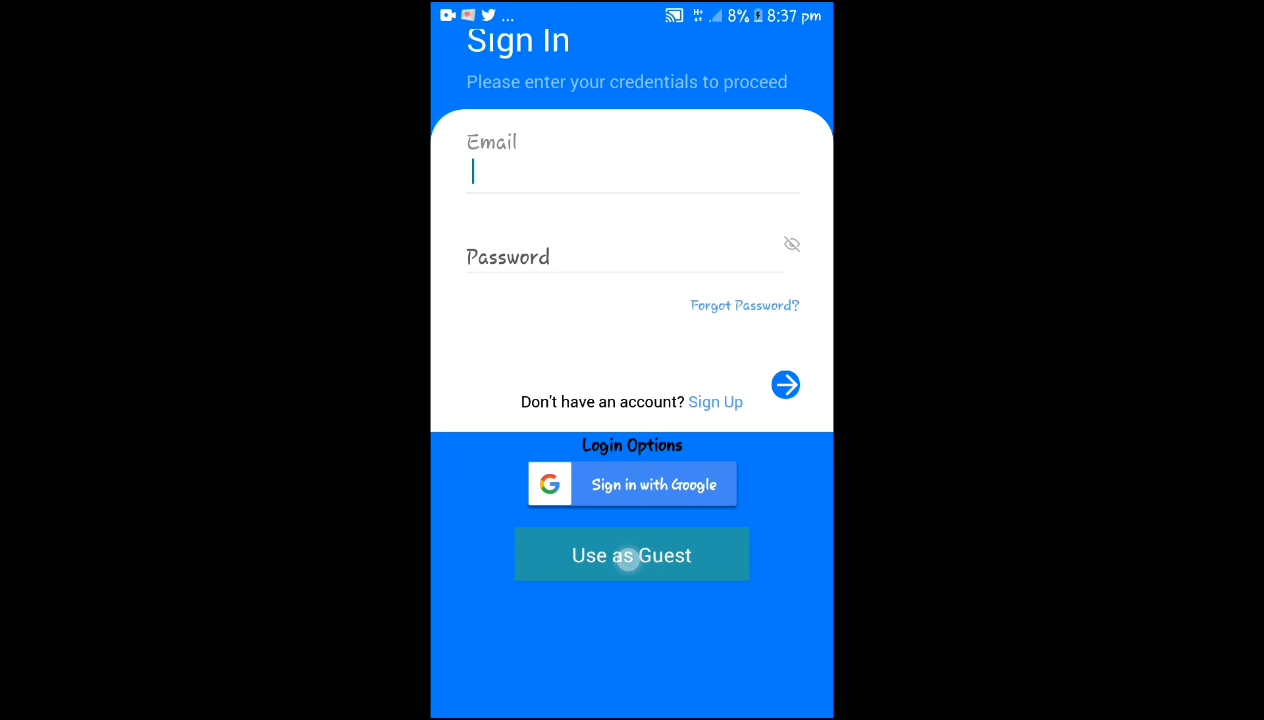 ... 8% 8:37 pm
Sign In
Please enter your credentials to proceed
Email
Password
Forgot Password?
Don't have an account? Sign Up
Login Options
G Sign in with Google
Use as Guest